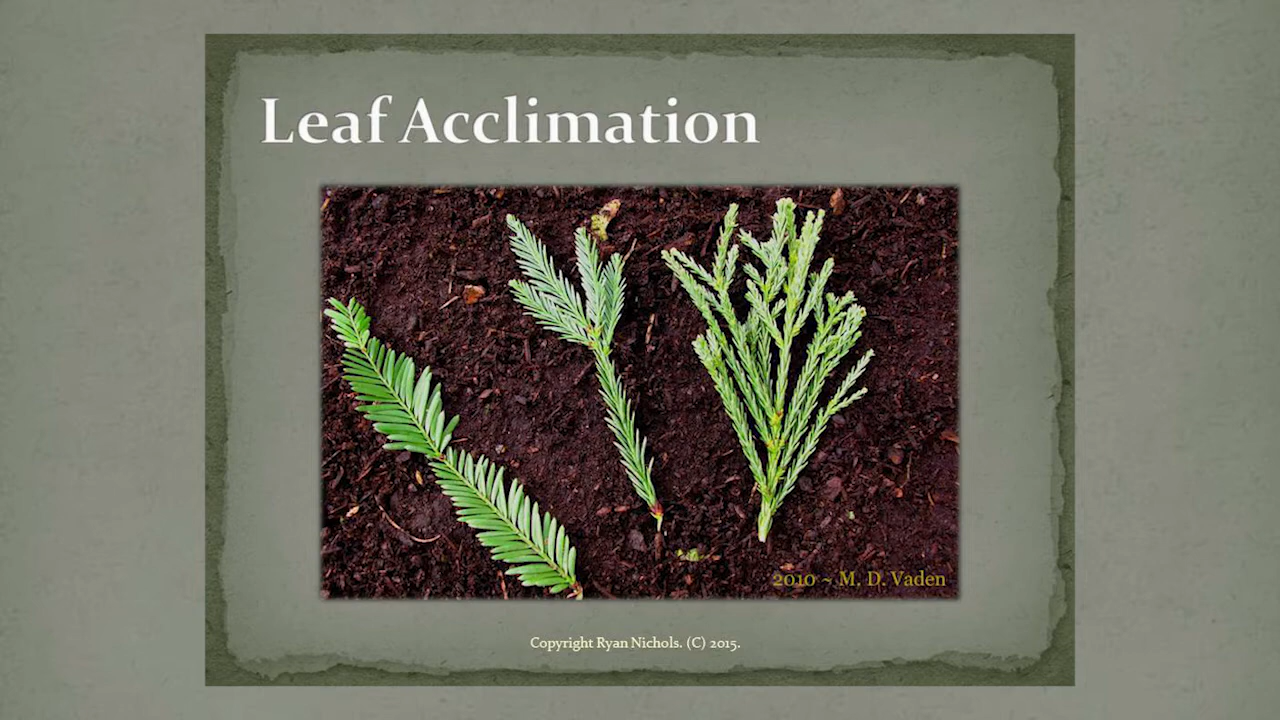 Leaf Acclimation
2010 ~ M. D. Vaden
Copyright Ryan Nichols. (C) 2015.